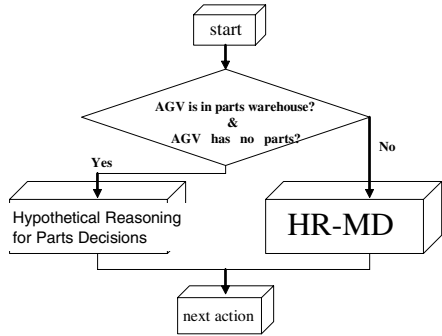 start
AGV is in parts warehouse?
&
AGV has no parts?
Yes
No
Hypothetical Reasoning
for Parts Decisions
HR-MD
next action